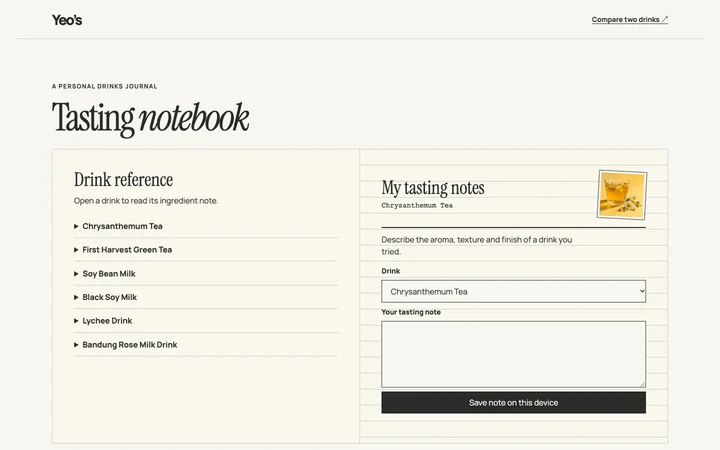 Yeo's
Compare two drinks ↗
A PERSONAL DRINKS JOURNAL
Tasting notebook
Drink reference
Open a drink to read its ingredient note.
Chrysanthemum Tea
First Harvest Green Tea
Soy Bean Milk
Black Soy Milk
Lychee Drink
Bandung Rose Milk Drink
My tasting notes
Chrysanthemum Tea
Describe the aroma, texture and finish of a drink you
tried.
Drink
Chrysanthemum Tea
Your tasting note
Save note on this device